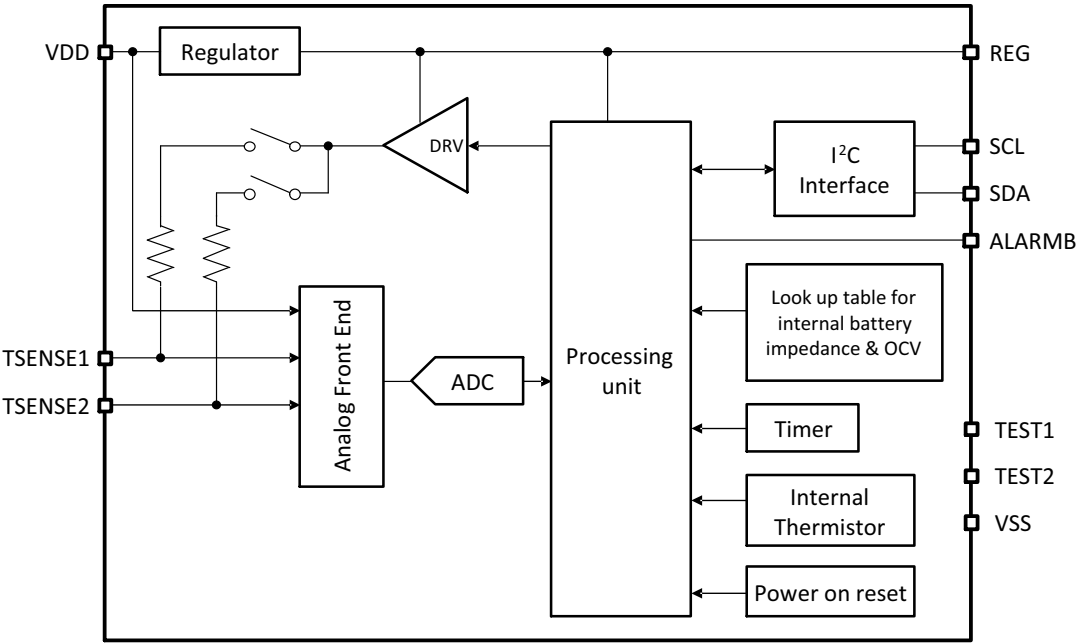 VDD
Regulator
REG
DRV
I²C
Interface
SCL
SDA
ALARMB
Look up table for
internal battery
impedance & OCV
TSENSE1
TSENSE2
Analog Front End
ADC
Processing
unit
Timer
TEST1
TEST2
Internal
Thermistor
VSS
Power on reset